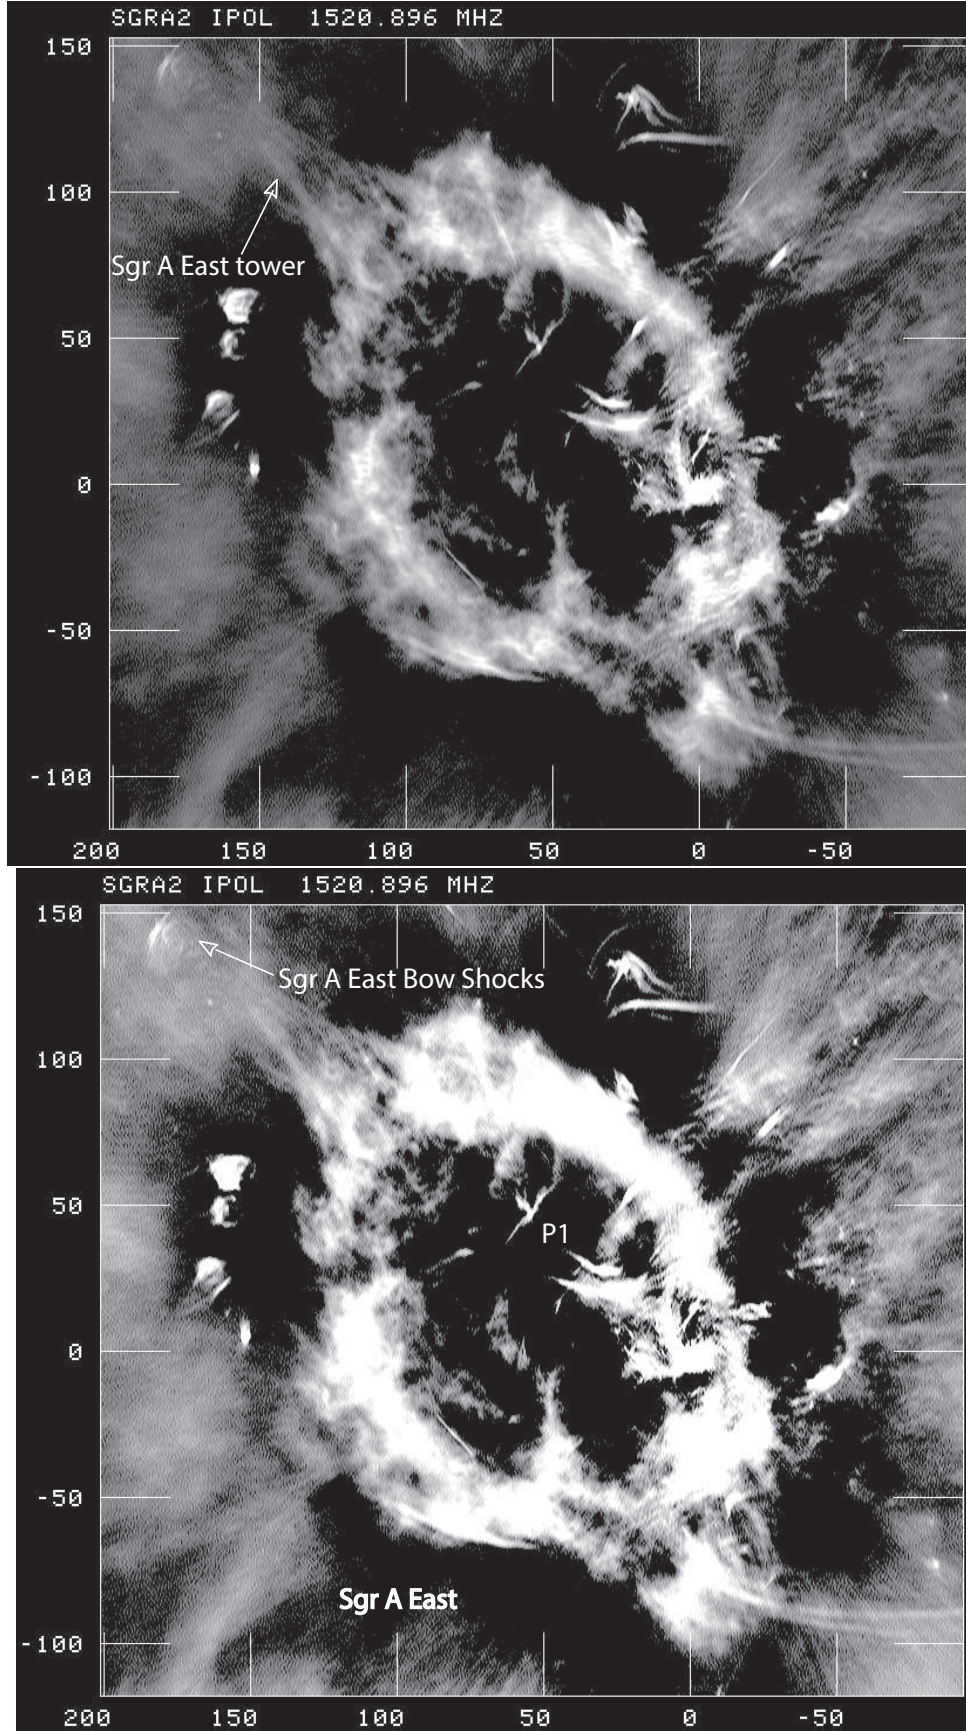 SGRA2 IPOL 1520.896 MHZ
150
100
Sgr A East tower
50
0
-50
-100
200 150 100 50 0 -50
SGRA2 IPOL 1520.896 MHZ
150
Sgr A East Bow Shocks
100
50
P1
0
-50
Sgr A East
-100
200 150 100 50 0 -50